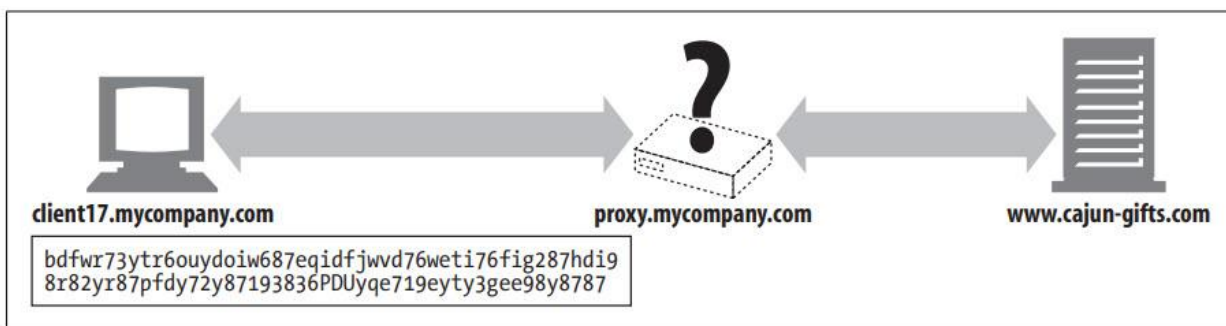 ?
client17.mycompany.com
proxy.mycompany.com
www.cajun-gifts.com
bdfwr73ytr6ouydoiw687eqidfjwvd76weti76fig287hdi9
8r82yr87pfdy72y87193836PDUyqe719eyty3gee98y8787